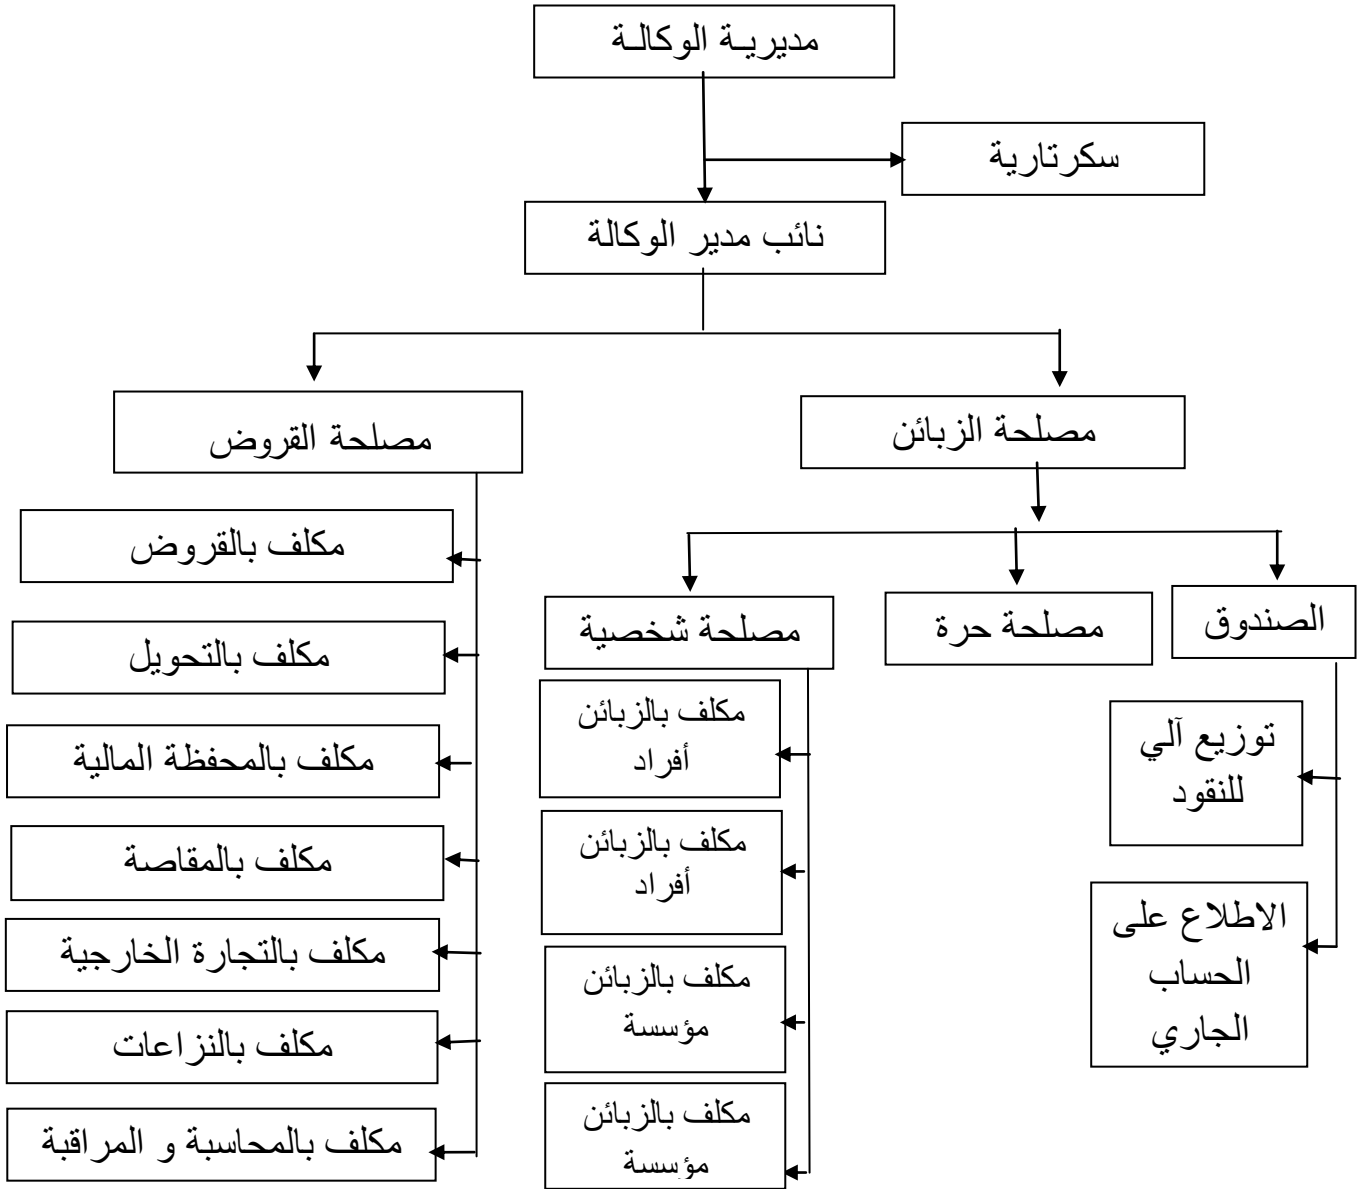 مديريـة الوكالـة
سكرتارية
نائب مدير الوكالة
مصلحة الزبائن
مصلحة القروض
الصندوق
مصلحة حرة
مصلحة شخصية
توزيع آلي
للنقود
الاطلاع على
الحساب
الجاري
مكلف بالزبائن
أفراد
مكلف بالزبائن
أفراد
مكلف بالزبائن
مؤسسة
مكلف بالزبائن
مؤسسة
مكلف بالقروض
مكلف بالتحويل
مكلف بالمحفظة المالية
مكلف بالمقاصة
مكلف بالتجارة الخارجية
مكلف بالنزاعات
مكلف بالمحاسبة و المراقبة